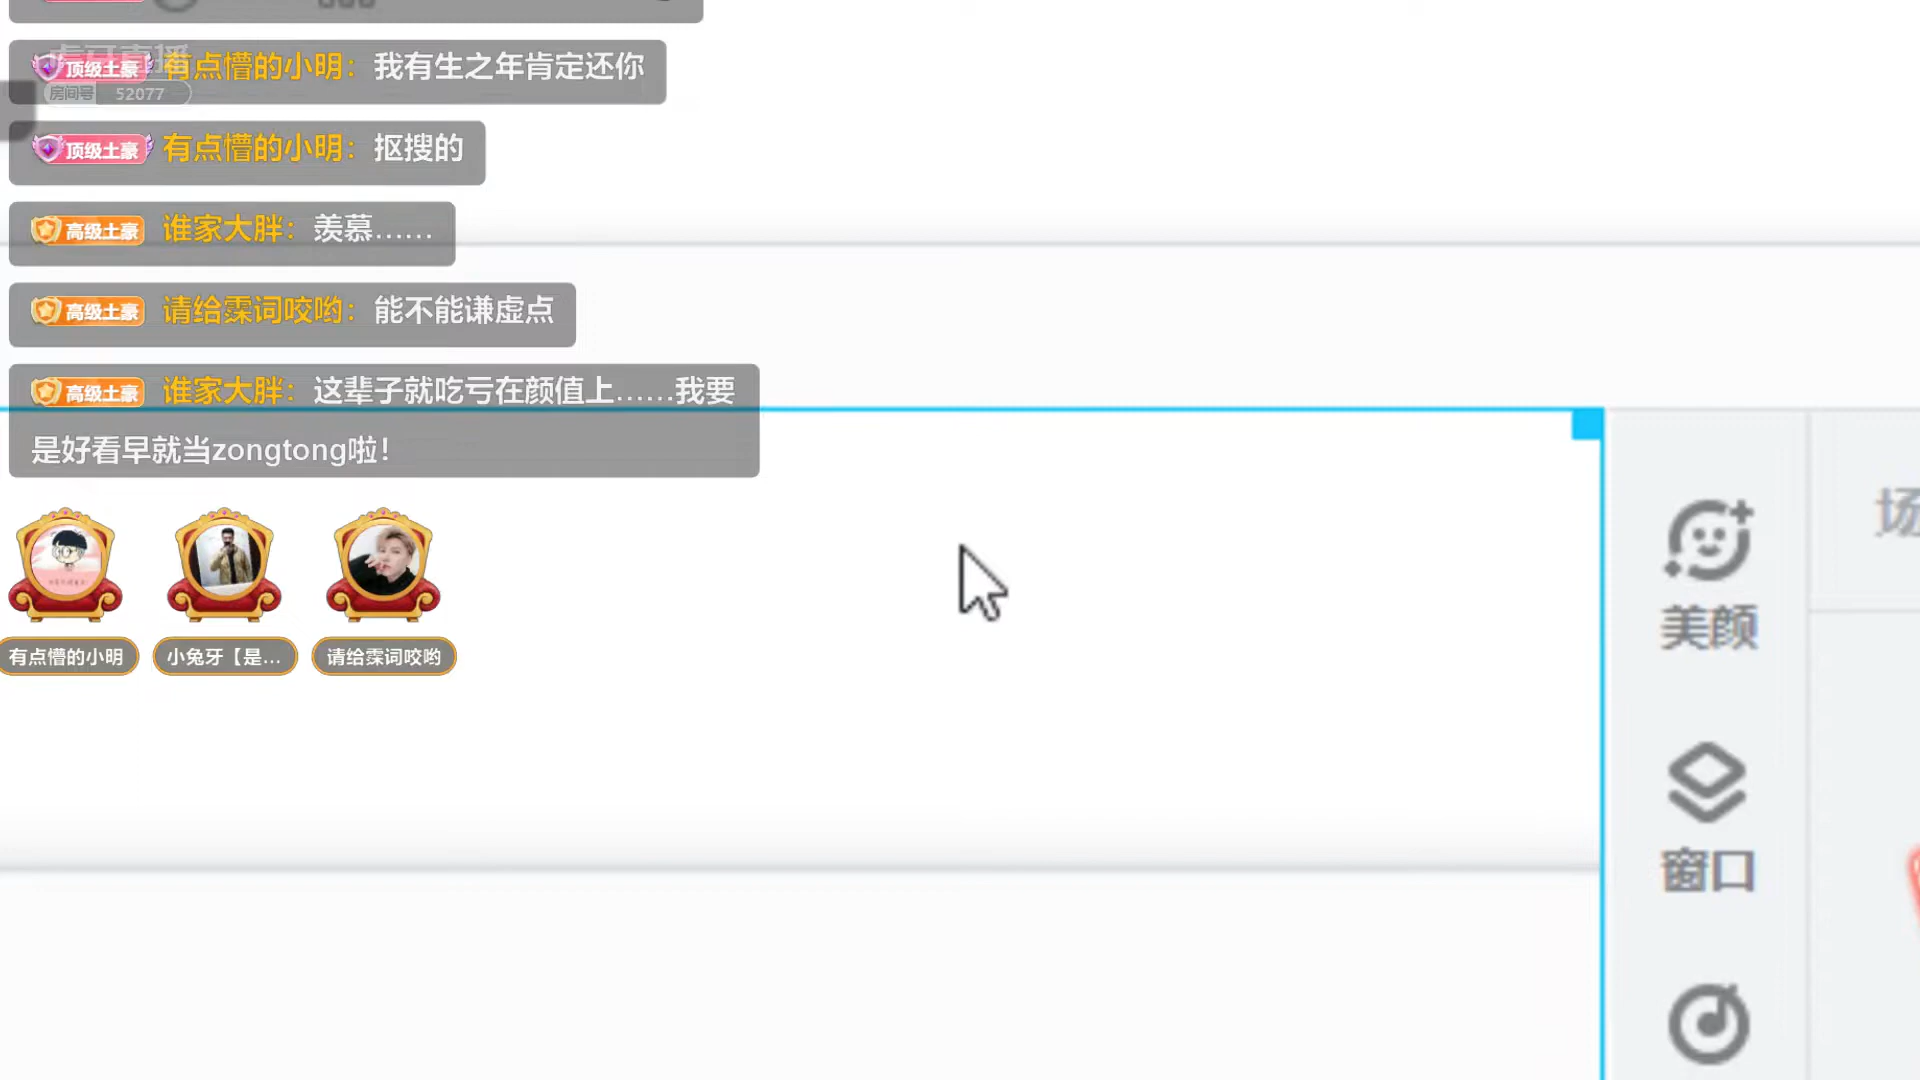 虎牙直播
房间号 52077
顶级土豪 有点懵的小明：我有生之年肯定还你
顶级土豪 有点懵的小明：抠搜的
高级土豪 谁家大胖：羡慕……
高级土豪 请给霂词咬哟：能不能谦虚点
高级土豪 谁家大胖：这辈子就吃亏在颜值上……我要
是好看早就当zongtong啦！
有点懵的小明
小兔牙【是...
请给霂词咬哟
场
美颜
窗口